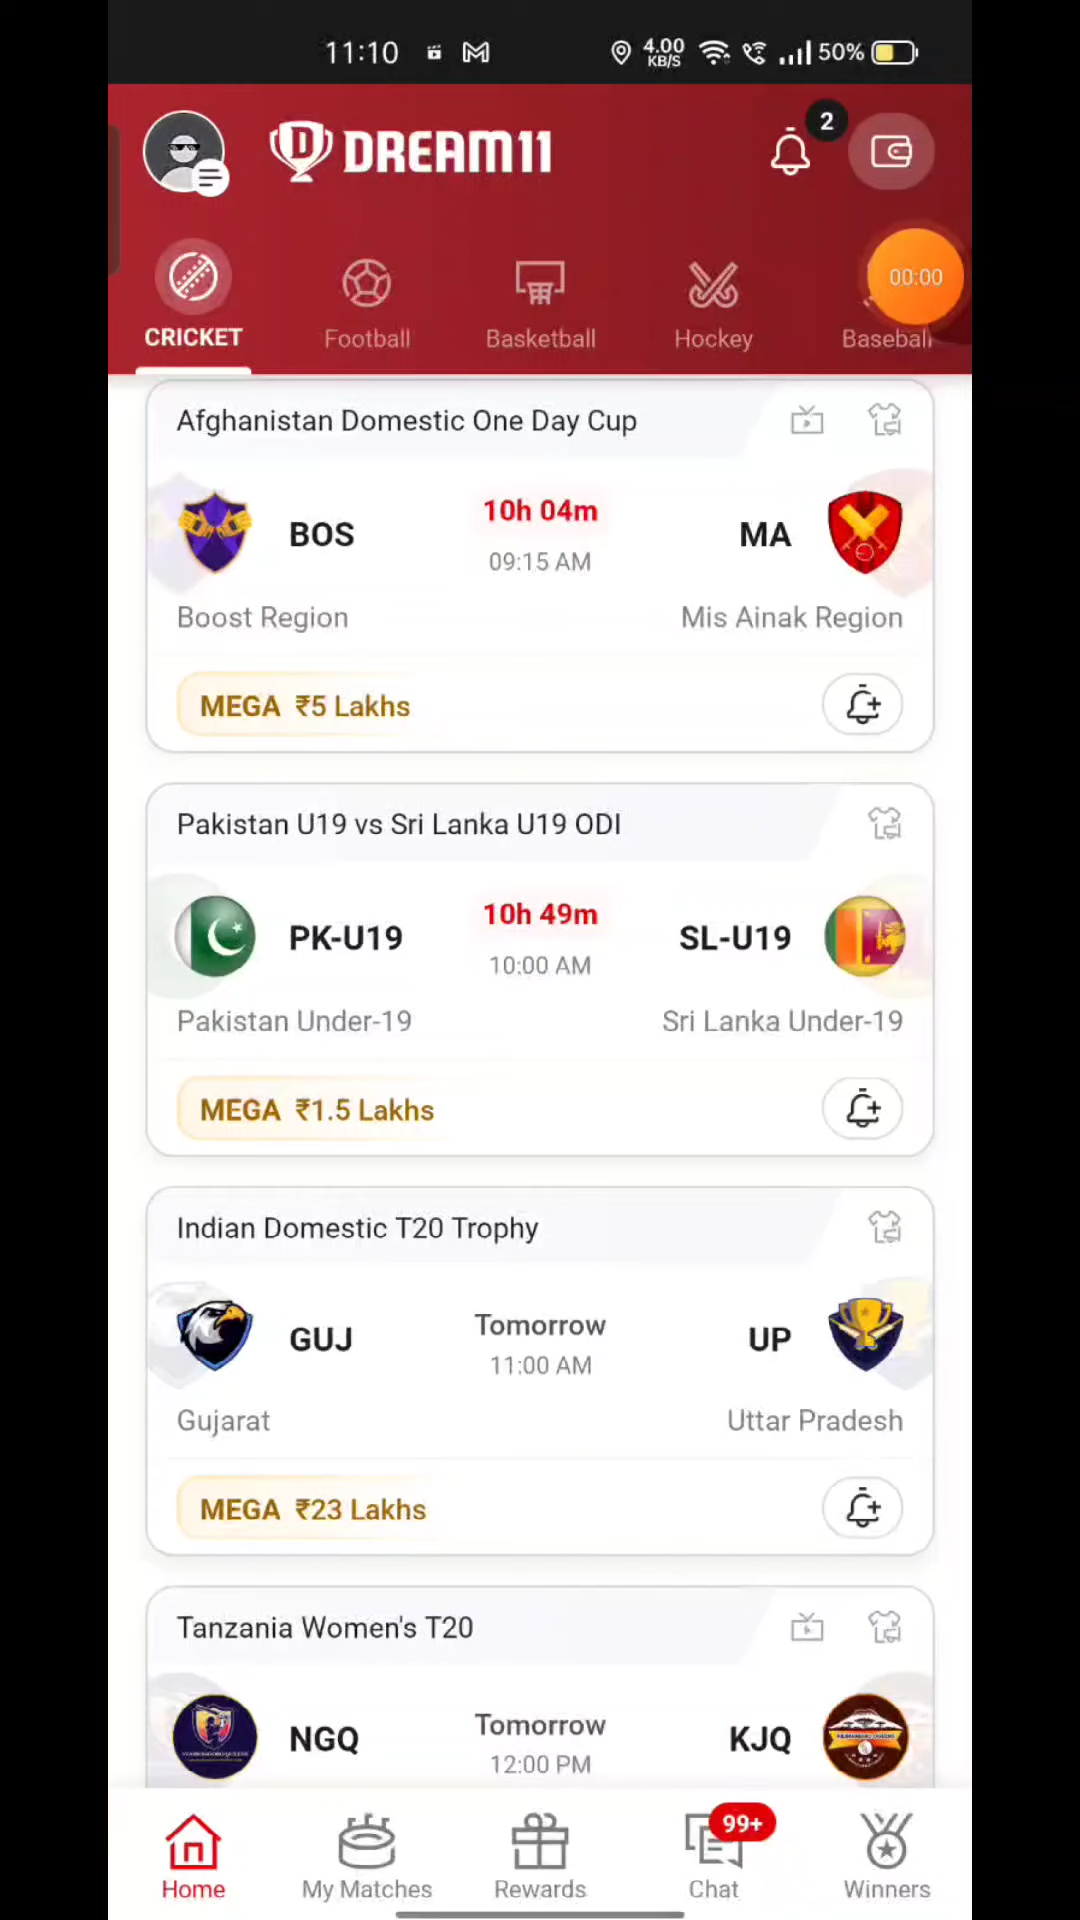 11:10 4.00 KB/S 50%
DREAM11 2
00:00
CRICKET Football Basketball Hockey Baseball
Afghanistan Domestic One Day Cup
10h 04m
BOS MA
09:15 AM
Boost Region Mis Ainak Region
MEGA ₹5 Lakhs
Pakistan U19 vs Sri Lanka U19 ODI
10h 49m
PK-U19 SL-U19
10:00 AM
Pakistan Under-19 Sri Lanka Under-19
MEGA ₹1.5 Lakhs
Indian Domestic T20 Trophy
Tomorrow
GUJ UP
11:00 AM
Gujarat Uttar Pradesh
MEGA ₹23 Lakhs
Tanzania Women's T20
Tomorrow
NGQ KJQ
12:00 PM
99+
Home My Matches Rewards Chat Winners